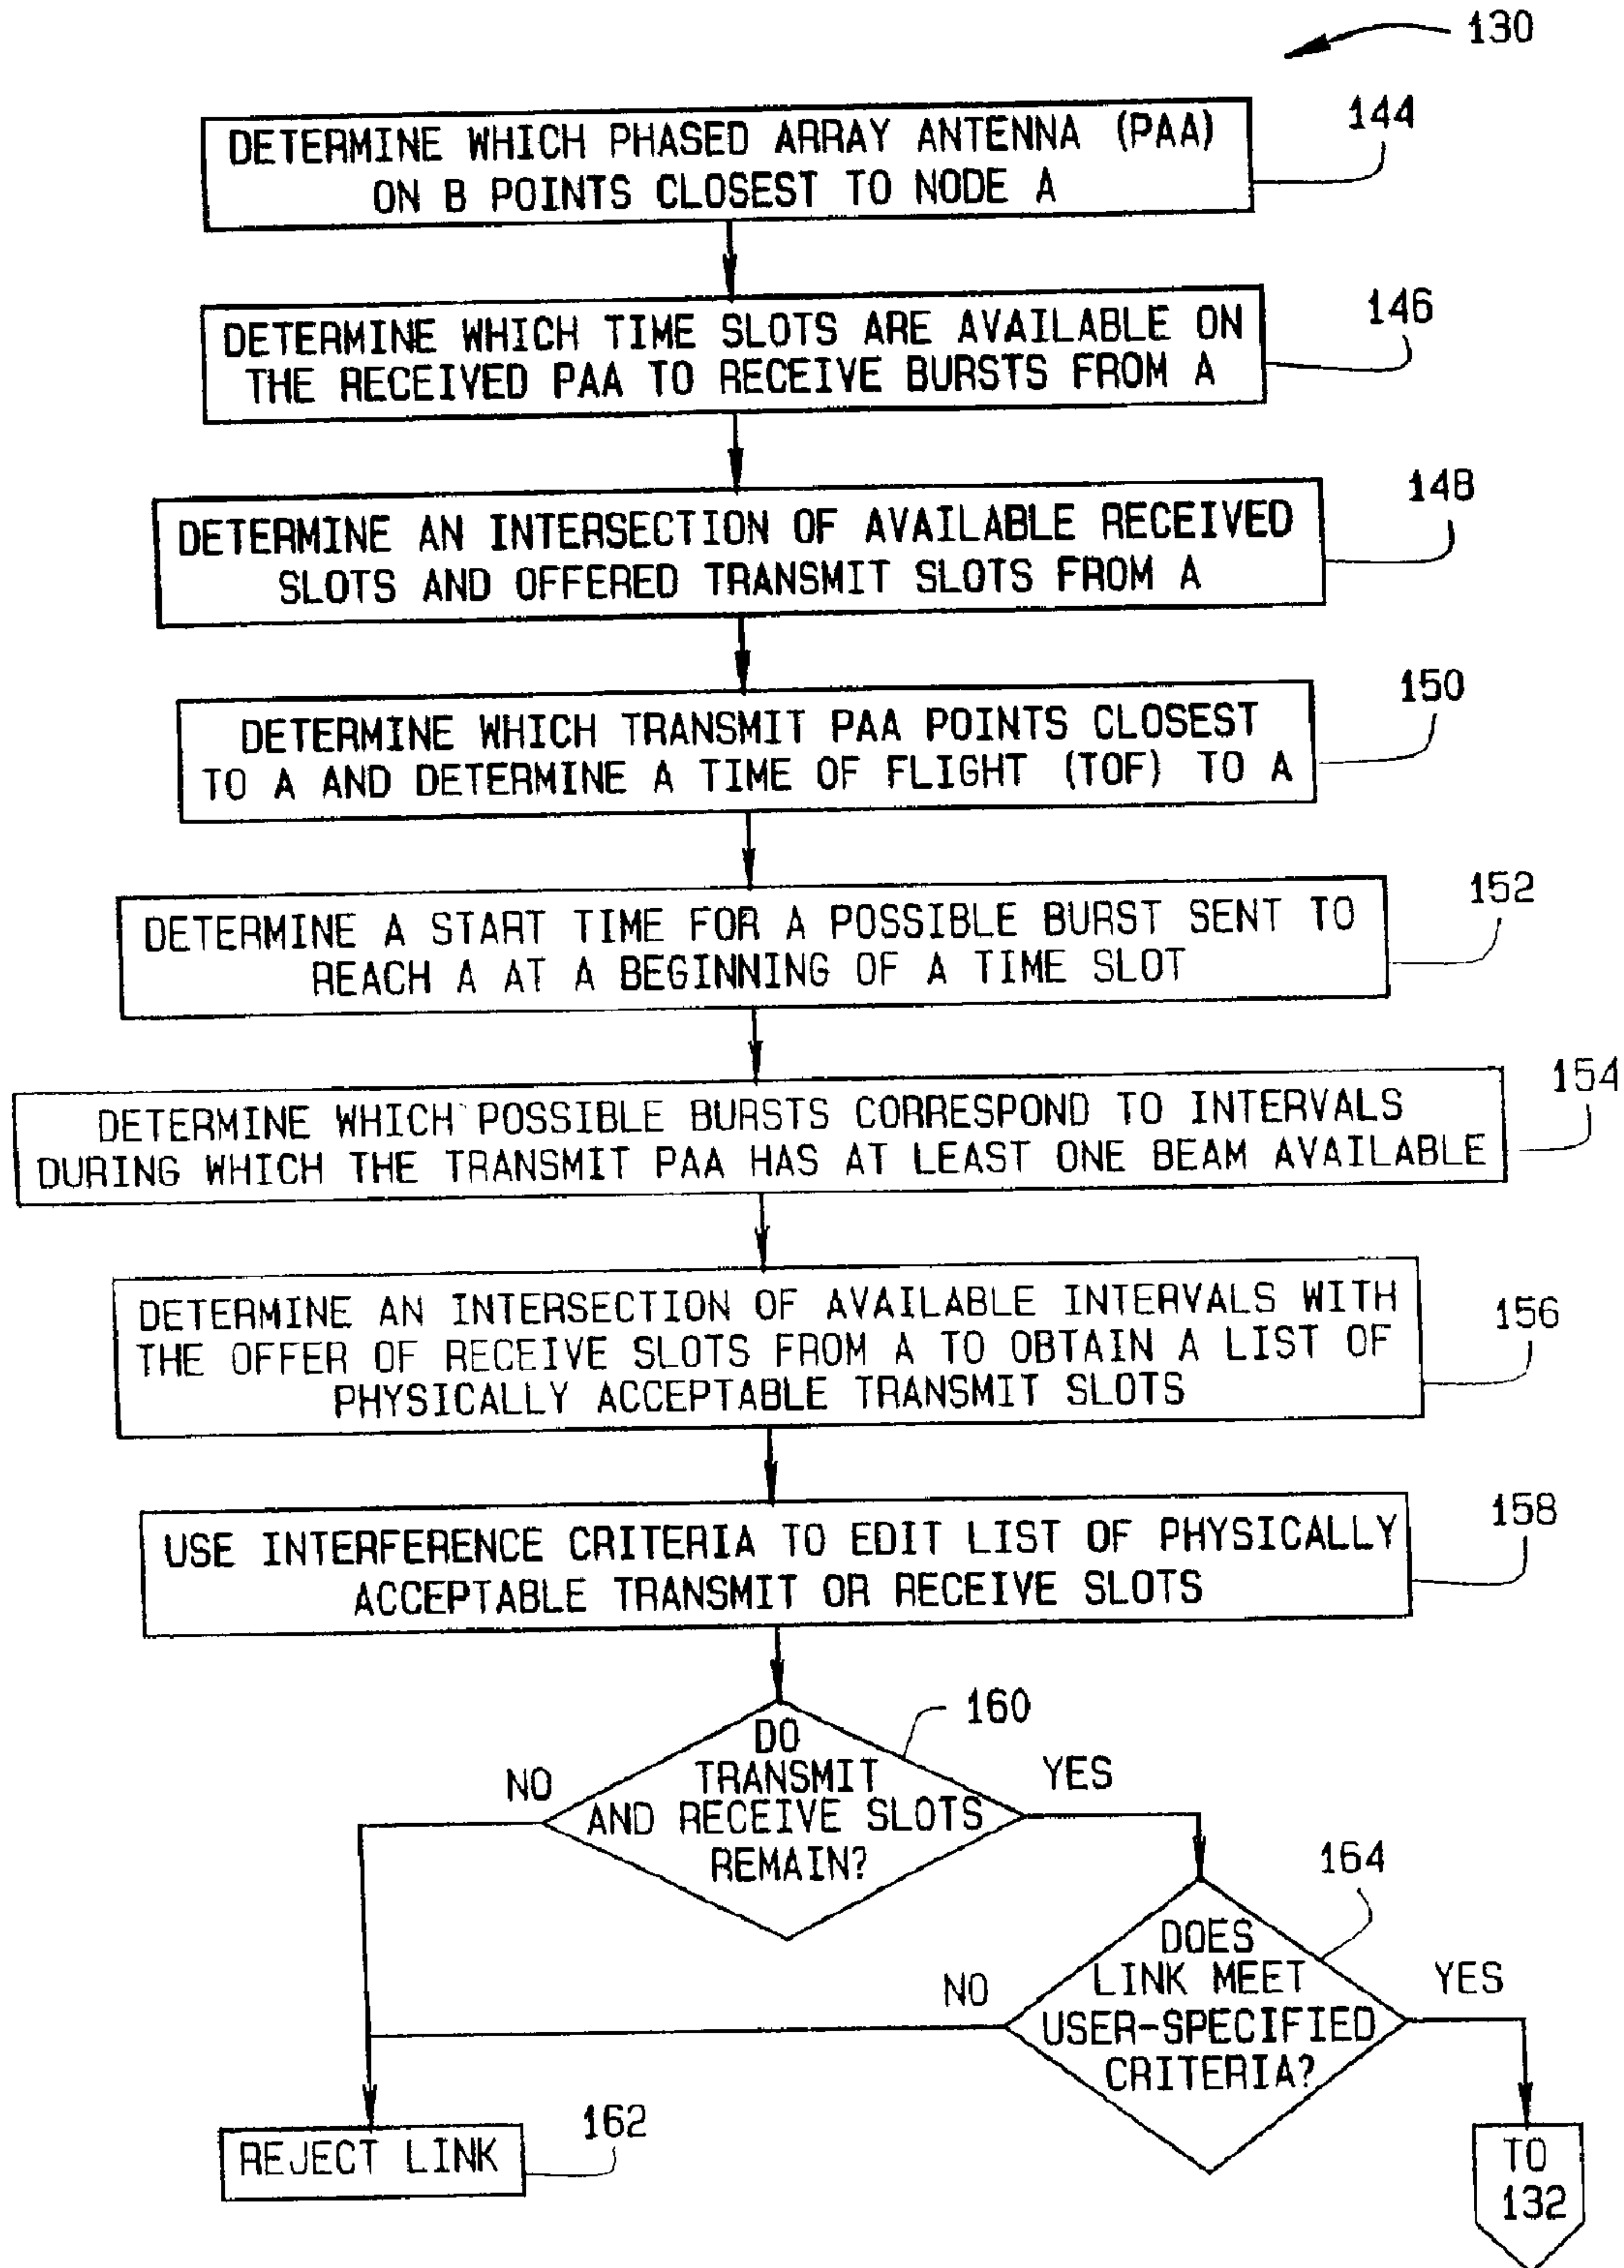 130
DETERMINE WHICH PHASED ARRAY ANTENNA (PAA)
ON B POINTS CLOSEST TO NODE A
144
DETERMINE WHICH TIME SLOTS ARE AVAILABLE ON
THE RECEIVED PAA TO RECEIVE BURSTS FROM A
146
DETERMINE AN INTERSECTION OF AVAILABLE RECEIVED
SLOTS AND OFFERED TRANSMIT SLOTS FROM A
148
DETERMINE WHICH TRANSMIT PAA POINTS CLOSEST
TO A AND DETERMINE A TIME OF FLIGHT (TOF) TO A
150
DETERMINE A START TIME FOR A POSSIBLE BURST SENT TO
REACH A AT A BEGINNING OF A TIME SLOT
152
DETERMINE WHICH POSSIBLE BURSTS CORRESPOND TO INTERVALS
DURING WHICH THE TRANSMIT PAA HAS AT LEAST ONE BEAM AVAILABLE
154
DETERMINE AN INTERSECTION OF AVAILABLE INTERVALS WITH
THE OFFER OF RECEIVE SLOTS FROM A TO OBTAIN A LIST OF
PHYSICALLY ACCEPTABLE TRANSMIT SLOTS
156
USE INTERFERENCE CRITERIA TO EDIT LIST OF PHYSICALLY
ACCEPTABLE TRANSMIT OR RECEIVE SLOTS
158
DO
TRANSMIT
AND RECEIVE SLOTS
REMAIN?
160
NO
YES
DOES
LINK MEET
USER-SPECIFIED
CRITERIA?
164
NO
YES
REJECT LINK
162
TO
132